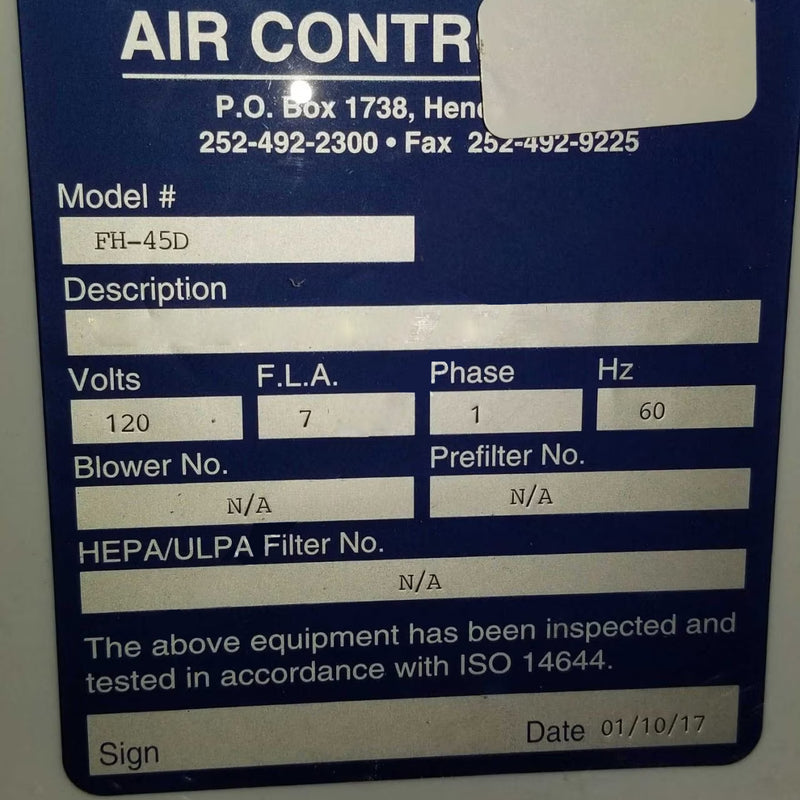 AIR CONTR
P.O. Box 1738, Hen
252-492-2300 • Fax 252-492-9225
Model #
FH-45D
Description
Volts F.L.A. Phase Hz
120 7 1 60
Blower No. Prefilter No.
N/A N/A
HEPA/ULPA Filter No.
N/A
The above equipment has been inspected and
tested in accordance with ISO 14644.
Sign Date 01/10/17